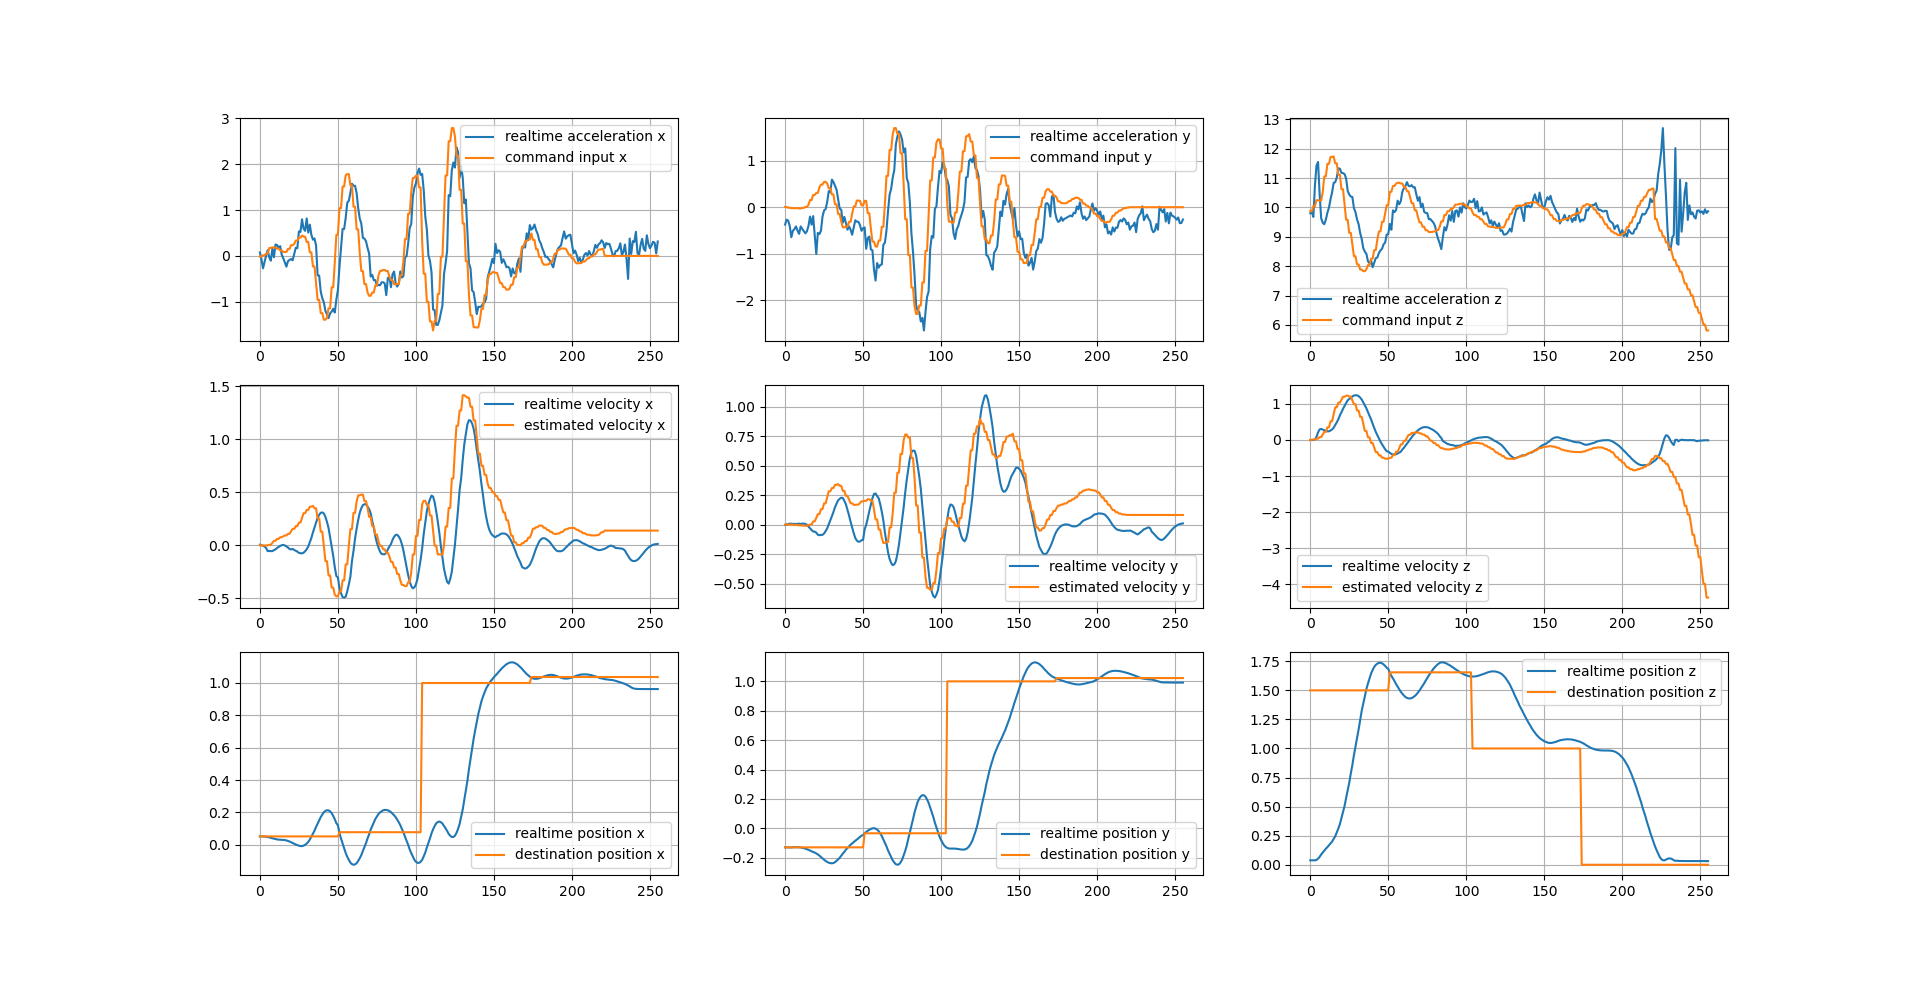 realtime acceleration x
command input x
3
2
1
0
−1
0 50 100 150 200 250
realtime acceleration y
command input y
1
0
−1
−2
0 50 100 150 200 250
13
12
11
10
9
8
7
6
realtime acceleration z
command input z
0 50 100 150 200 250
realtime velocity x
estimated velocity x
1.5
1.0
0.5
0.0
−0.5
0 50 100 150 200 250
1.00
0.75
0.50
0.25
0.00
−0.25
−0.50
realtime velocity y
estimated velocity y
0 50 100 150 200 250
1
0
−1
−2
−3
−4
realtime velocity z
estimated velocity z
0 50 100 150 200 250
1.0
0.8
0.6
0.4
0.2
0.0
realtime position x
destination position x
0 50 100 150 200 250
1.0
0.8
0.6
0.4
0.2
0.0
−0.2
realtime position y
destination position y
0 50 100 150 200 250
realtime position z
destination position z
1.75
1.50
1.25
1.00
0.75
0.50
0.25
0.00
0 50 100 150 200 250